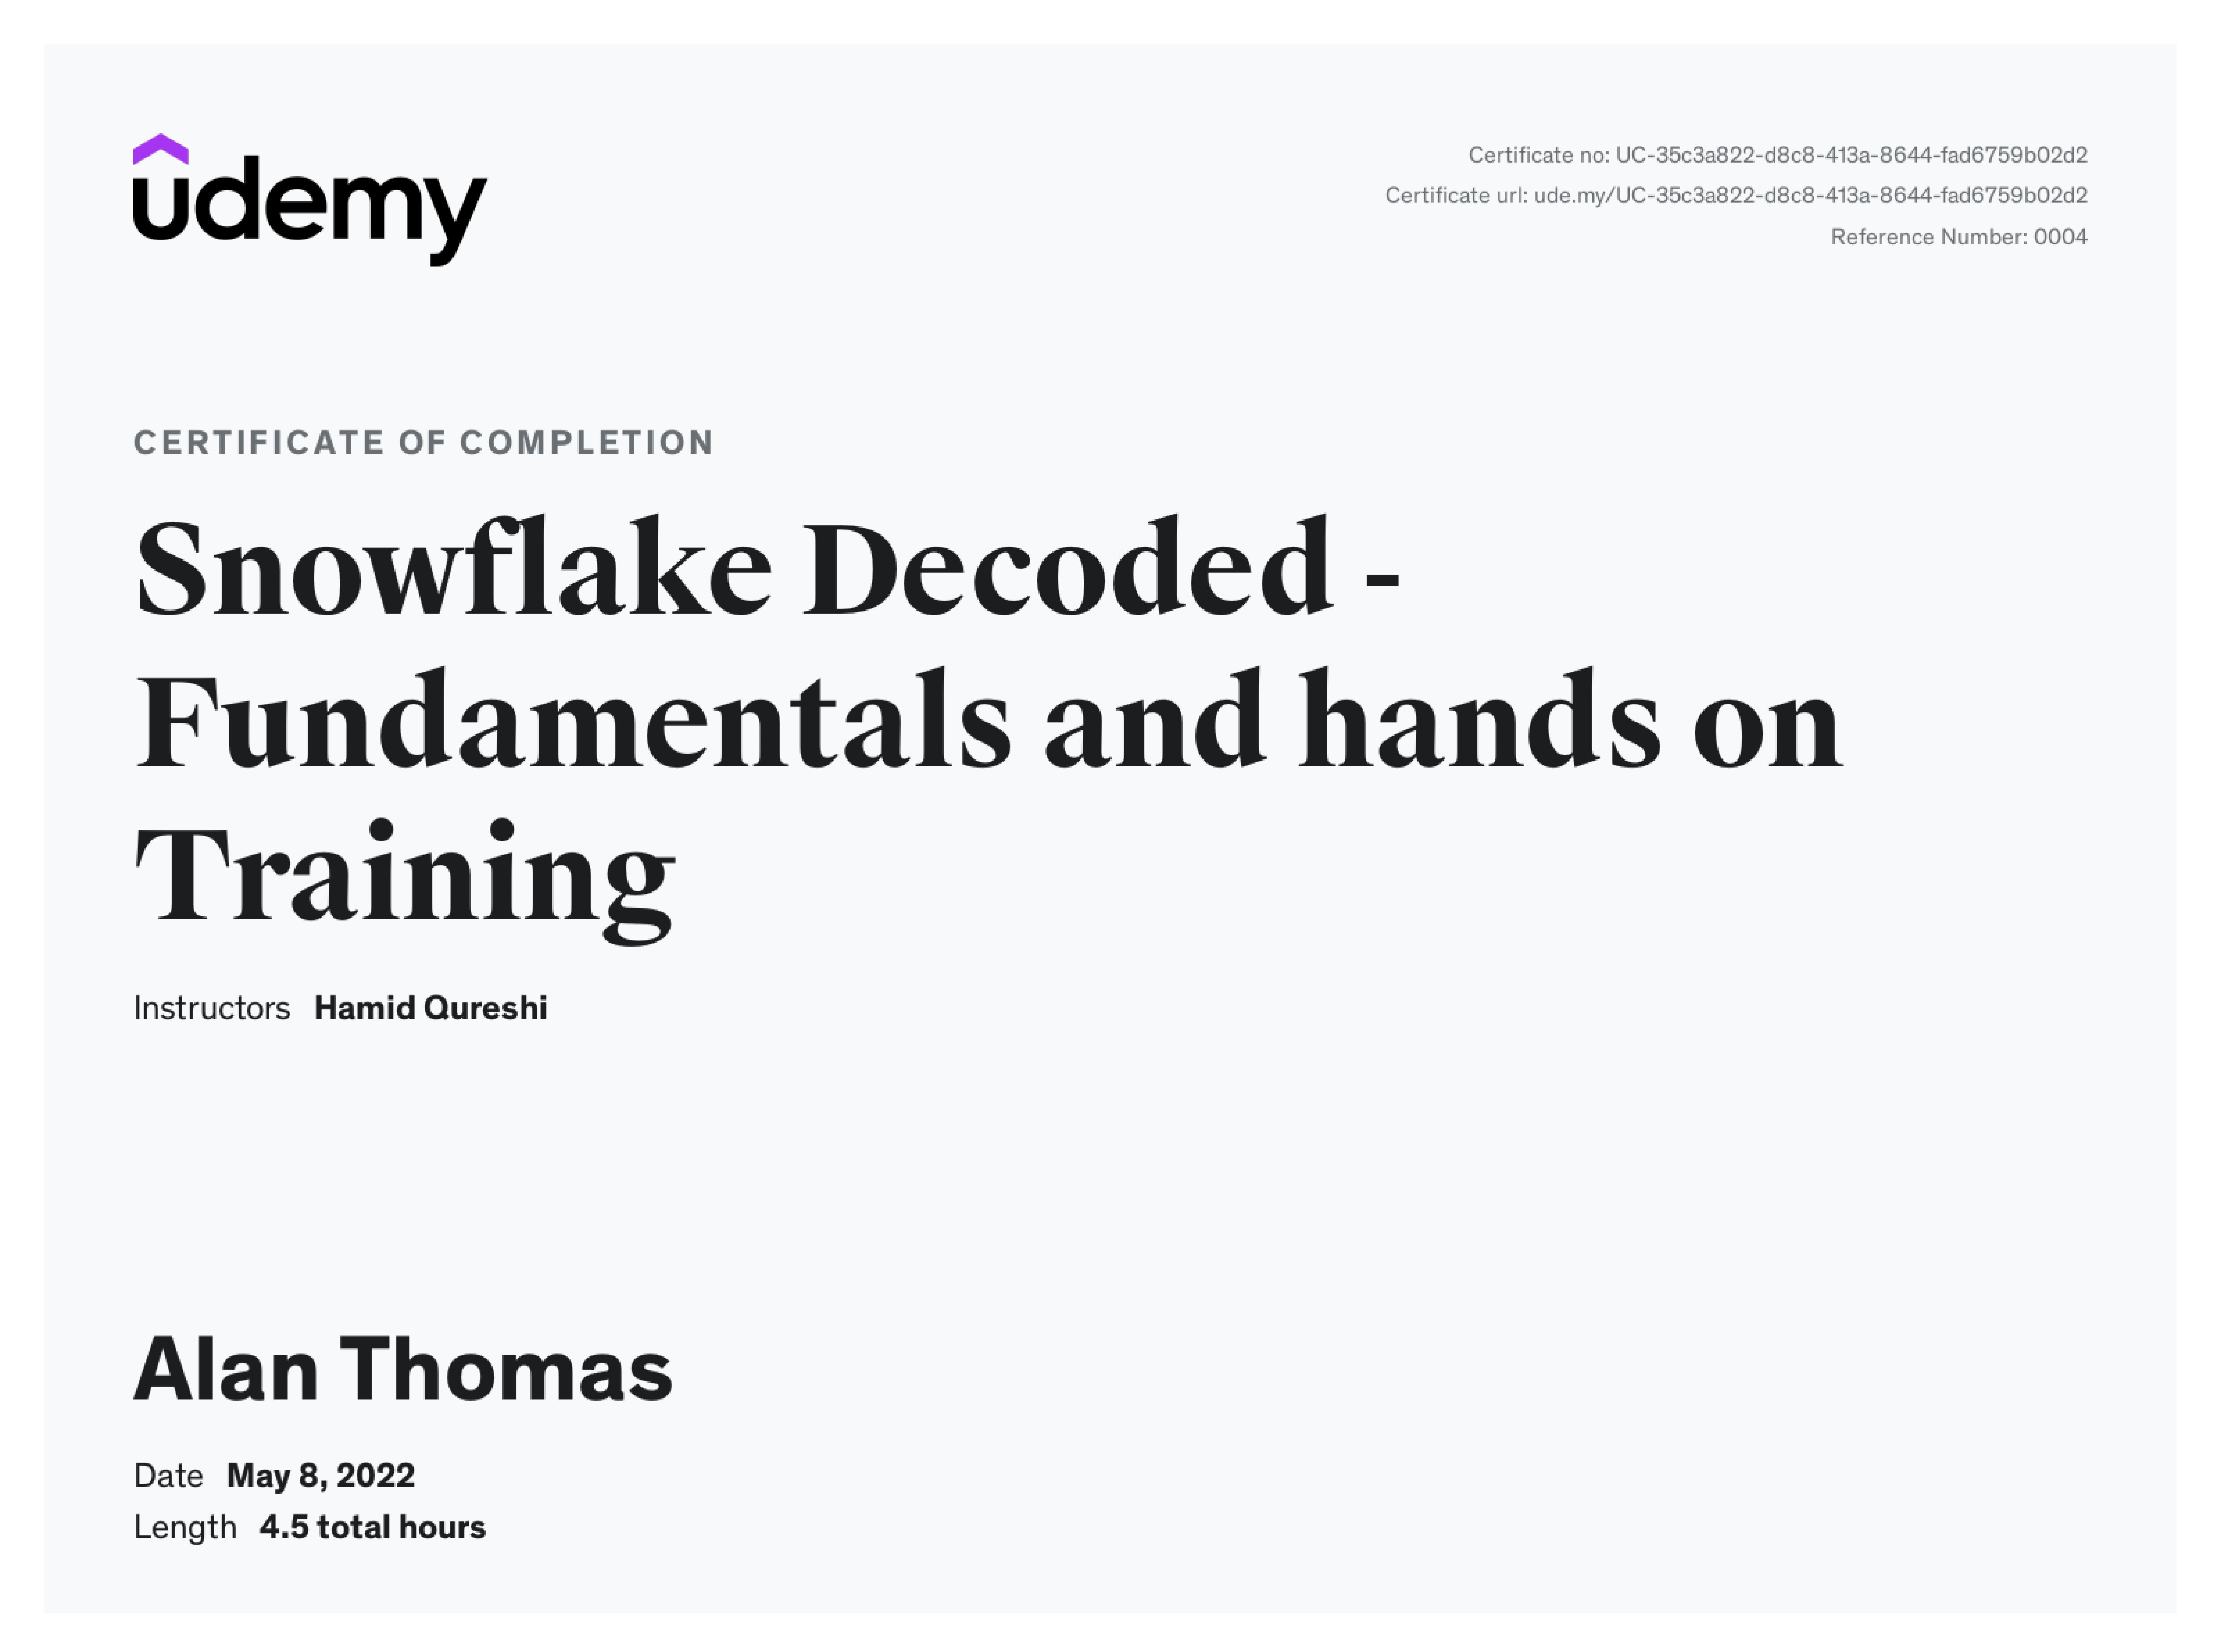 udemy
Certificate no: UC-35c3a822-d8c8-413a-8644-fad6759b02d2
Certificate url: ude.my/UC-35c3a822-d8c8-413a-8644-fad6759b02d2
Reference Number: 0004
CERTIFICATE OF COMPLETION
Snowflake Decoded -
Fundamentals and hands on
Training
Instructors Hamid Qureshi
Alan Thomas
Date May 8, 2022
Length 4.5 total hours